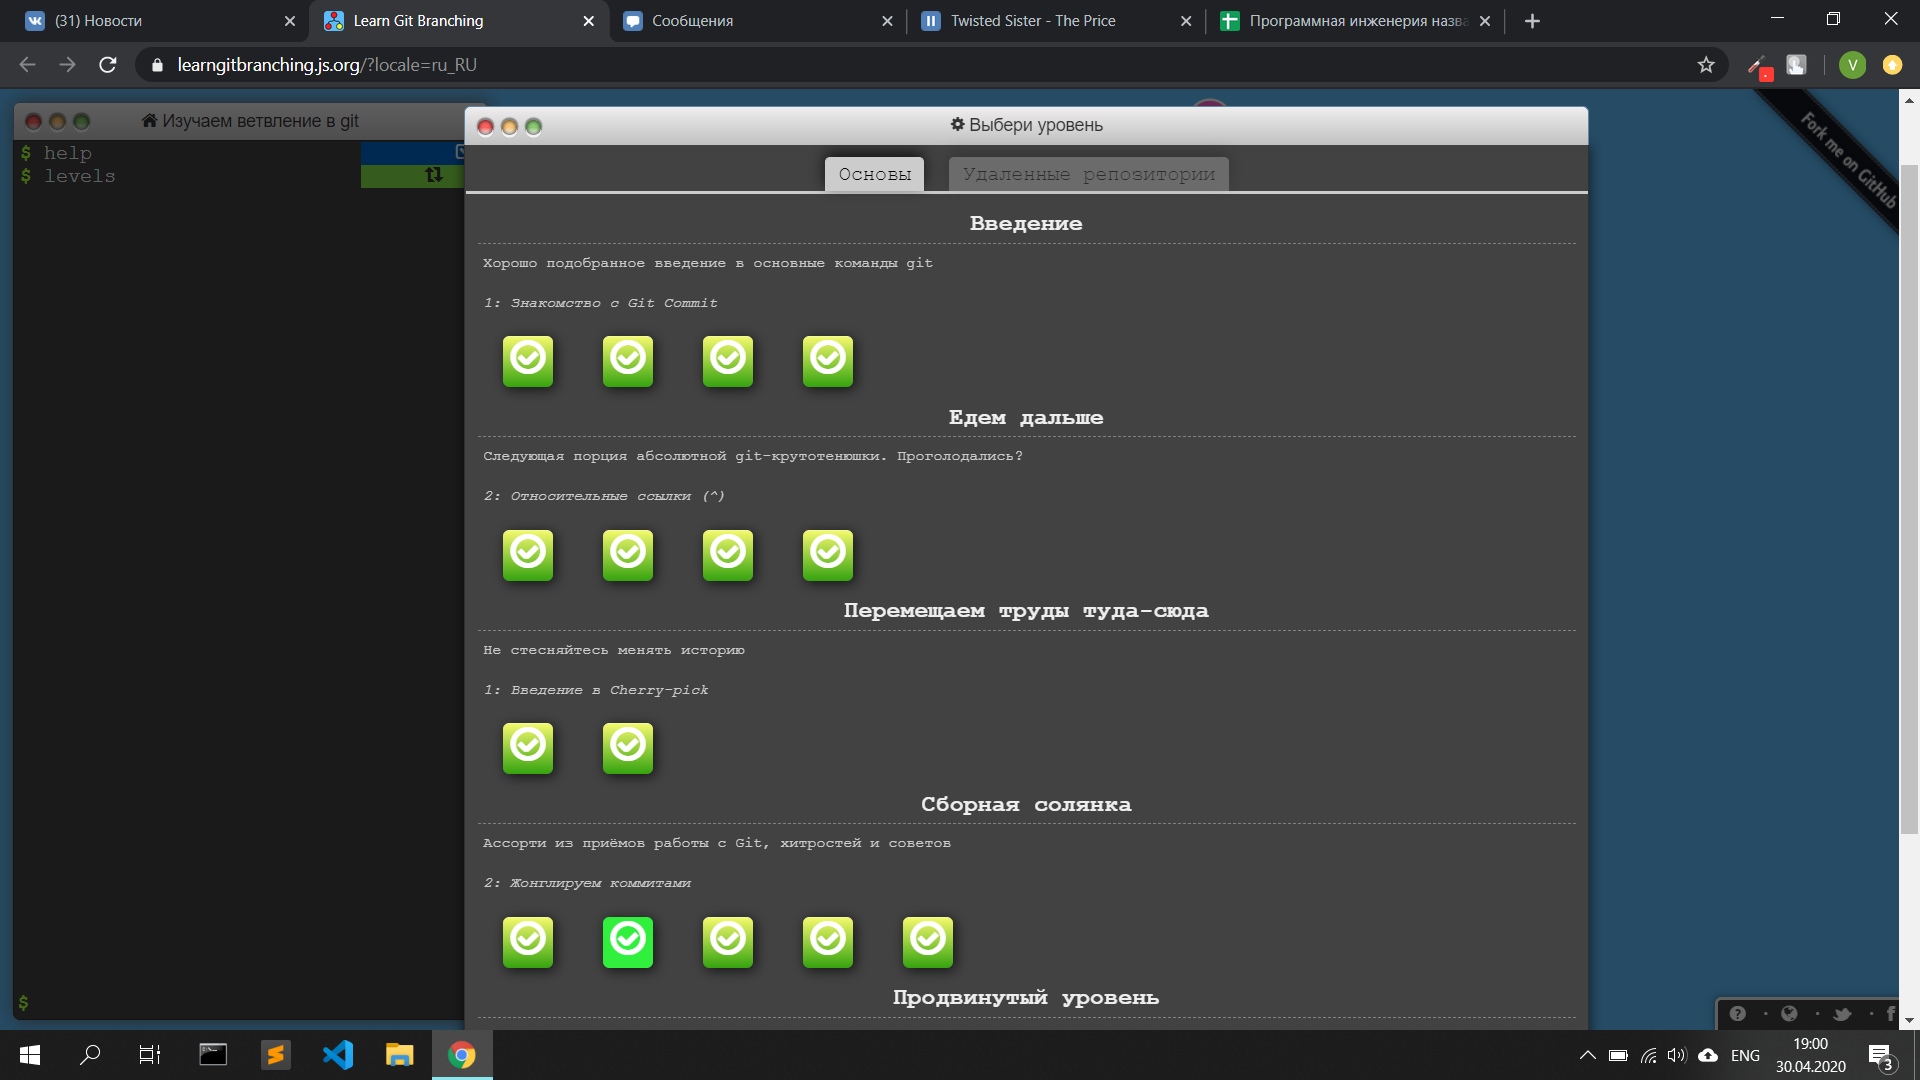 (31) Новости
Learn Git Branching
Сообщения
Twisted Sister - The Price
Программная инженерия назва
learngitbranching.js.org/?locale=ru_RU
V
Изучаем ветвление в git
$ help
$ levels
$
Выбери уровень
Основы
Удаленные репозитории
Введение
Хорошо подобранное введение в основные команды git
1: Знакомство с Git Commit
Едем дальше
Следующая порция абсолютной git-крутотенюшки. Проголодались?
2: Относительные ссылки (^)
Перемещаем труды туда-сюда
Не стесняйтесь менять историю
1: Введение в Cherry-pick
Сборная солянка
Ассорти из приёмов работы с Git, хитростей и советов
2: Жонглируем коммитами
Продвинутый уровень
Fork me on GitHub
ENG
19:00
30.04.2020
3